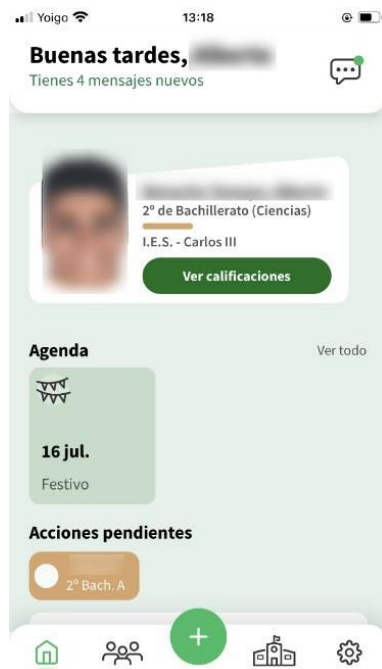 Yoigo
13:18
Buenas tardes,
Tienes 4 mensajes nuevos
2º de Bachillerato (Ciencias)
I.E.S. - Carlos III
Ver calificaciones
Agenda
Ver todo
16 jul.
Festivo
Acciones pendientes
2º Bach. A